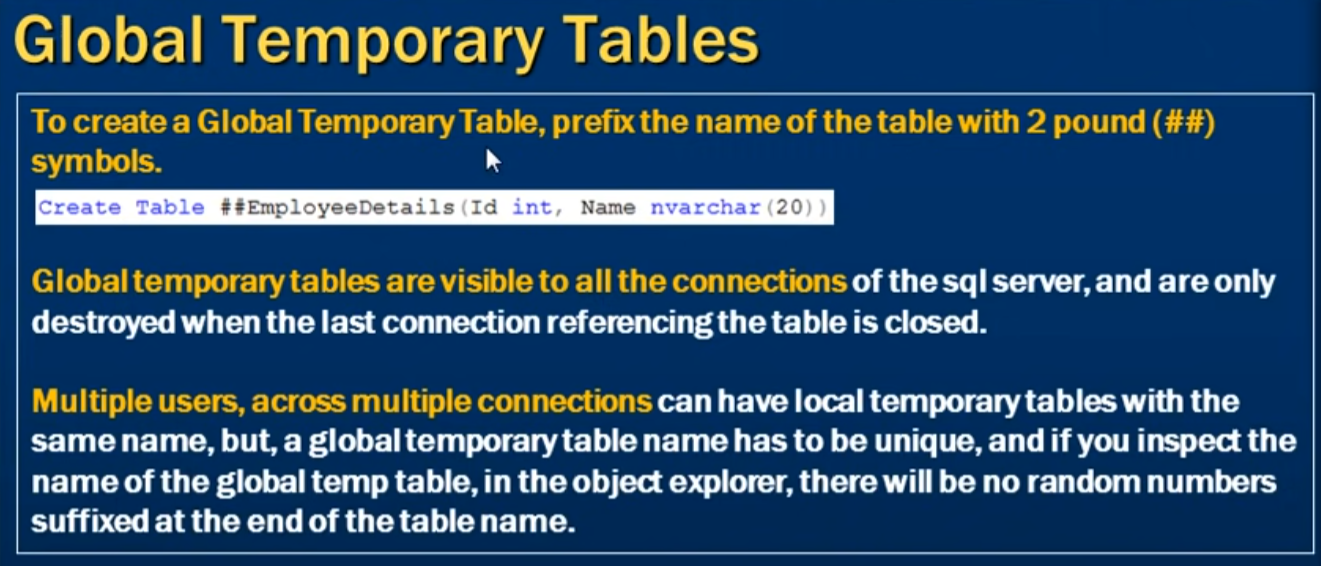 Global Temporary Tables
To create a Global Temporary Table, prefix the name of the table with 2 pound (##)
symbols.
Create Table ##EmployeeDetails(Id int, Name nvarchar(20))
Global temporary tables are visible to all the connections of the sql server, and are only
destroyed when the last connection referencing the table is closed.
Multiple users, across multiple connections can have local temporary tables with the
same name, but, a global temporary table name has to be unique, and if you inspect the
name of the global temp table, in the object explorer, there will be no random numbers
suffixed at the end of the table name.